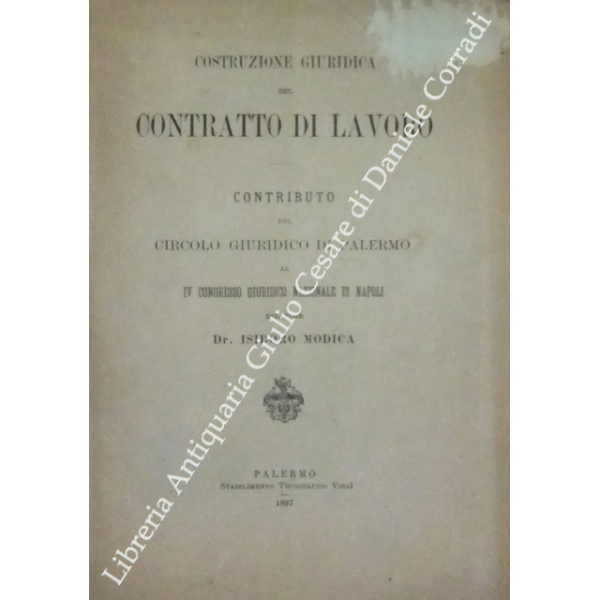 COSTRUZIONE GIURIDICA
DEL
CONTRATTO DI LAVORO
CONTRIBUTO
DEL
CIRCOLO GIURIDICO DI PALERMO
AL
IV CONGRESSO GIURIDICO NAZIONALE DI NAPOLI
Dr. ISIDORO MODICA
PALERMO
STABILIMENTO TIPOGRAFICO VIRZÌ
1897
Libreria Antiquaria Giulio Cesare di Daniele Corradi